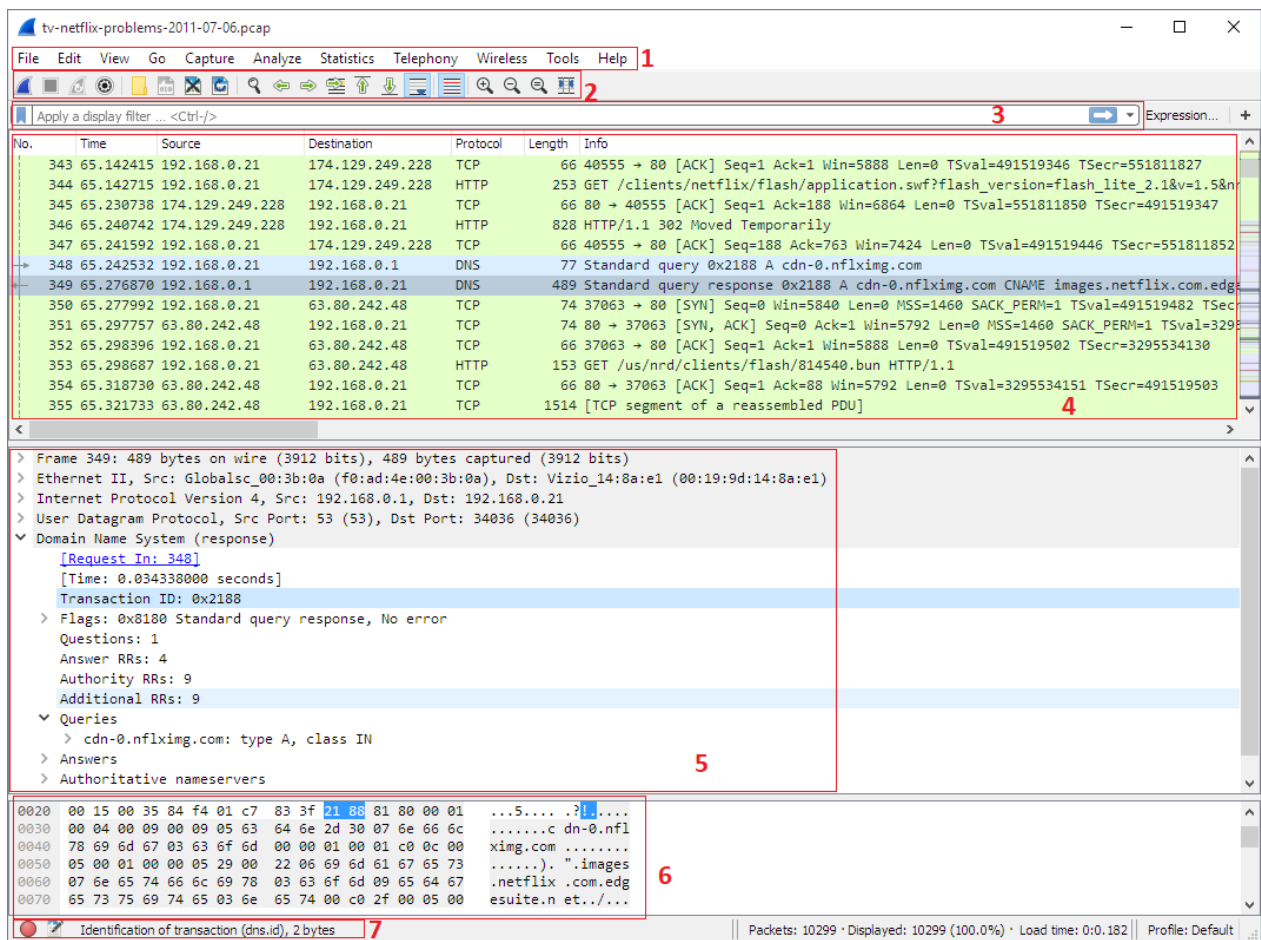 tv-netflix-problems-2011-07-06.pcap
File Edit View Go Capture Analyze Statistics Telephony Wireless Tools Help 1
2
Apply a display filter ... <Ctrl-/> 3 Expression... +
No. Time Source Destination Protocol Length Info
343 65.142415 192.168.0.21 174.129.249.228 TCP 66 40555 → 80 [ACK] Seq=1 Ack=1 Win=5888 Len=0 TSval=491519346 TSecr=551811827
344 65.142715 192.168.0.21 174.129.249.228 HTTP 253 GET /clients/netflix/flash/application.swf?flash_version=flash_lite_2.1&v=1.5&nr
345 65.230738 174.129.249.228 192.168.0.21 TCP 66 80 → 40555 [ACK] Seq=1 Ack=188 Win=6864 Len=0 TSval=551811850 TSecr=491519347
346 65.240742 174.129.249.228 192.168.0.21 HTTP 828 HTTP/1.1 302 Moved Temporarily
347 65.241592 192.168.0.21 174.129.249.228 TCP 66 40555 → 80 [ACK] Seq=188 Ack=763 Win=7424 Len=0 TSval=491519446 TSecr=551811852
348 65.242532 192.168.0.21 192.168.0.1 DNS 77 Standard query 0x2188 A cdn-0.nflximg.com
349 65.276870 192.168.0.1 192.168.0.21 DNS 489 Standard query response 0x2188 A cdn-0.nflximg.com CNAME images.netflix.com.edge
350 65.277992 192.168.0.21 63.80.242.48 TCP 74 37063 → 80 [SYN] Seq=0 Win=5840 Len=0 MSS=1460 SACK_PERM=1 TSval=491519482 TSecr
351 65.297757 63.80.242.48 192.168.0.21 TCP 74 80 → 37063 [SYN, ACK] Seq=0 Ack=1 Win=5792 Len=0 MSS=1460 SACK_PERM=1 TSval=3295
352 65.298396 192.168.0.21 63.80.242.48 TCP 66 37063 → 80 [ACK] Seq=1 Ack=1 Win=5888 Len=0 TSval=491519502 TSecr=3295534130
353 65.298687 192.168.0.21 63.80.242.48 HTTP 153 GET /us/nrd/clients/flash/814540.bun HTTP/1.1
354 65.318730 63.80.242.48 192.168.0.21 TCP 66 80 → 37063 [ACK] Seq=1 Ack=88 Win=5792 Len=0 TSval=3295534151 TSecr=491519503
355 65.321733 63.80.242.48 192.168.0.21 TCP 1514 [TCP segment of a reassembled PDU] 4
Frame 349: 489 bytes on wire (3912 bits), 489 bytes captured (3912 bits)
Ethernet II, Src: Globalsc_00:3b:0a (f0:ad:4e:00:3b:0a), Dst: Vizio_14:8a:e1 (00:19:9d:14:8a:e1)
Internet Protocol Version 4, Src: 192.168.0.1, Dst: 192.168.0.21
User Datagram Protocol, Src Port: 53 (53), Dst Port: 34036 (34036)
Domain Name System (response)
[Request In: 348]
[Time: 0.034338000 seconds]
Transaction ID: 0x2188
Flags: 0x8180 Standard query response, No error
Questions: 1
Answer RRs: 4
Authority RRs: 9
Additional RRs: 9
Queries
cdn-0.nflximg.com: type A, class IN
Answers 5
Authoritative nameservers
0020 00 15 00 35 84 f4 01 c7 83 3f 21 88 81 80 00 01 ...5.... .?!.....
0030 00 04 00 09 00 09 05 63 64 6e 2d 30 07 6e 66 6c .......c dn-0.nfl
0040 78 69 6d 67 03 63 6f 6d 00 00 01 00 01 c0 0c 00 ximg.com ........
0050 05 00 01 00 00 05 29 00 22 06 69 6d 61 67 65 73 ......). ".images
0060 07 6e 65 74 66 6c 69 78 03 63 6f 6d 09 65 64 67 .netflix .com.edg 6
0070 65 73 75 69 74 65 03 6e 65 74 00 c0 2f 00 05 00 esuite.n et../...
Identification of transaction (dns.id), 2 bytes 7 Packets: 10299 · Displayed: 10299 (100.0%) · Load time: 0:0.182 Profile: Default